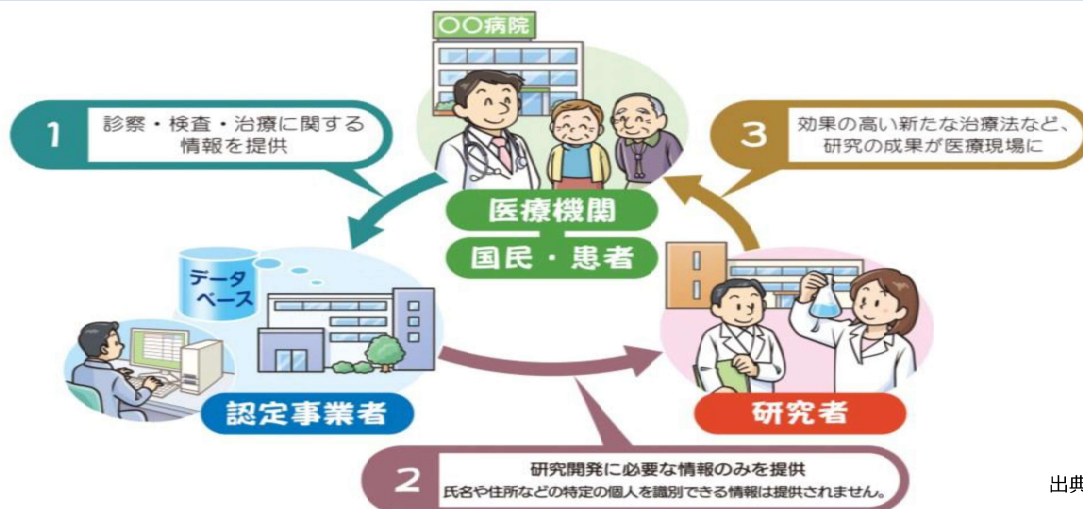 〇〇病院
1
診察・検査・治療に関する
情報を提供
3
効果の高い新たな治療法など、
研究の成果が医療現場に
医療機関
国民・患者
データ
ベース
認定事業者
研究者
2
研究開発に必要な情報のみを提供
氏名や住所などの特定の個人を識別できる情報は提供されません。
出典